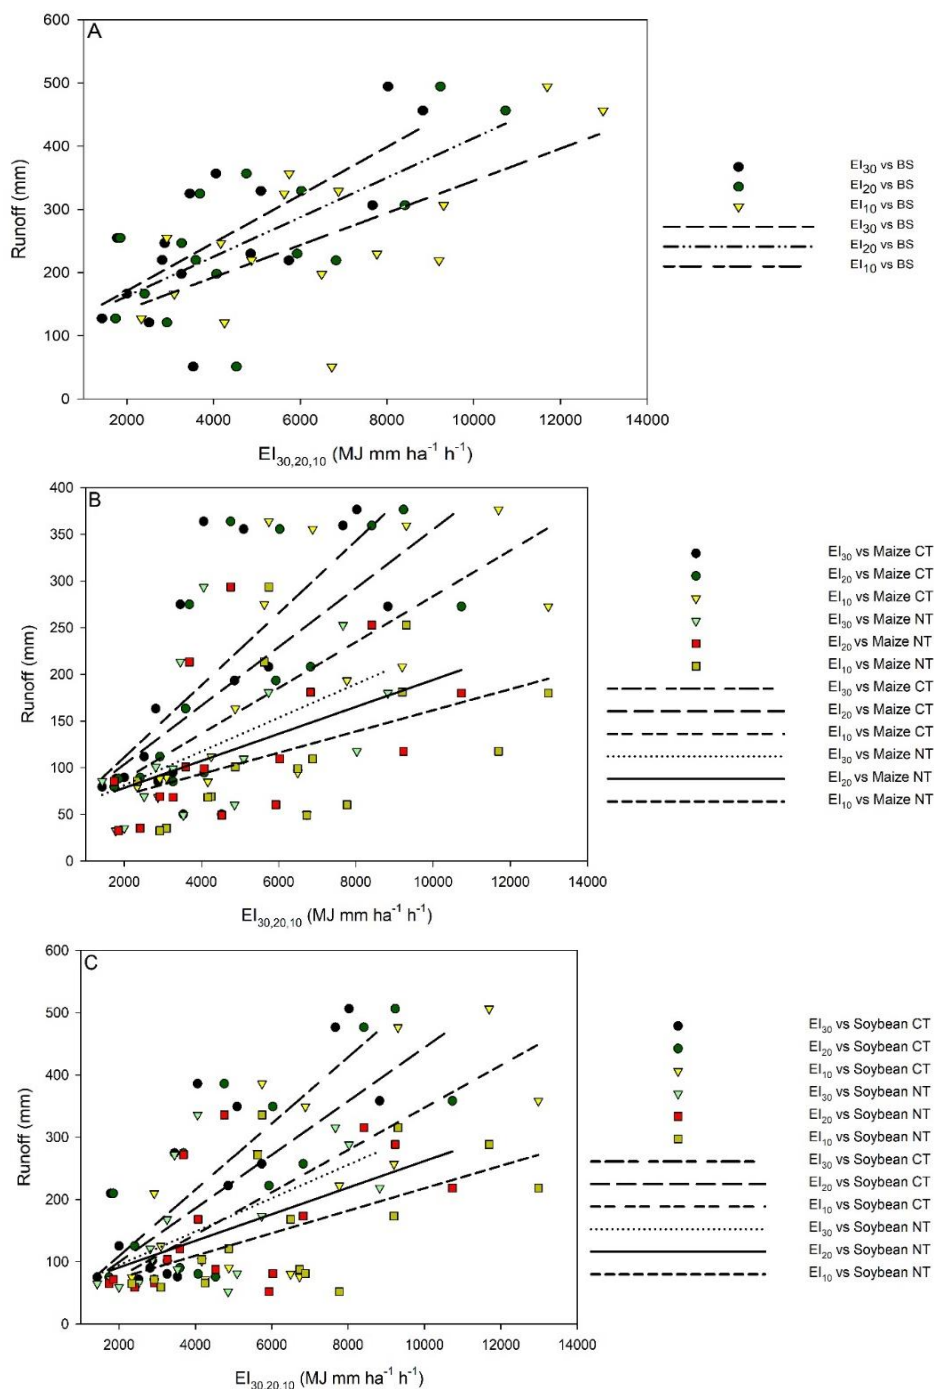 A
600
500
400
300
200
100
0
Runoff (mm)
2000 4000 6000 8000 10000 12000 14000
EI30,20,10 (MJ mm ha-1 h-1)
EI30 vs BS
EI20 vs BS
EI10 vs BS
EI30 vs BS
EI20 vs BS
EI10 vs BS
B
400
350
300
250
200
150
100
50
0
Runoff (mm)
2000 4000 6000 8000 10000 12000 14000
EI30,20,10 (MJ mm ha-1 h-1)
EI30 vs Maize CT
EI20 vs Maize CT
EI10 vs Maize CT
EI30 vs Maize NT
EI20 vs Maize NT
EI10 vs Maize NT
EI30 vs Maize CT
EI20 vs Maize CT
EI10 vs Maize CT
EI30 vs Maize NT
EI20 vs Maize NT
EI10 vs Maize NT
C
600
500
400
300
200
100
0
Runoff (mm)
2000 4000 6000 8000 10000 12000 14000
EI30,20,10 (MJ mm ha-1 h-1)
EI30 vs Soybean CT
EI20 vs Soybean CT
EI10 vs Soybean CT
EI30 vs Soybean NT
EI20 vs Soybean NT
EI10 vs Soybean NT
EI30 vs Soybean CT
EI20 vs Soybean CT
EI10 vs Soybean CT
EI30 vs Soybean NT
EI20 vs Soybean NT
EI10 vs Soybean NT